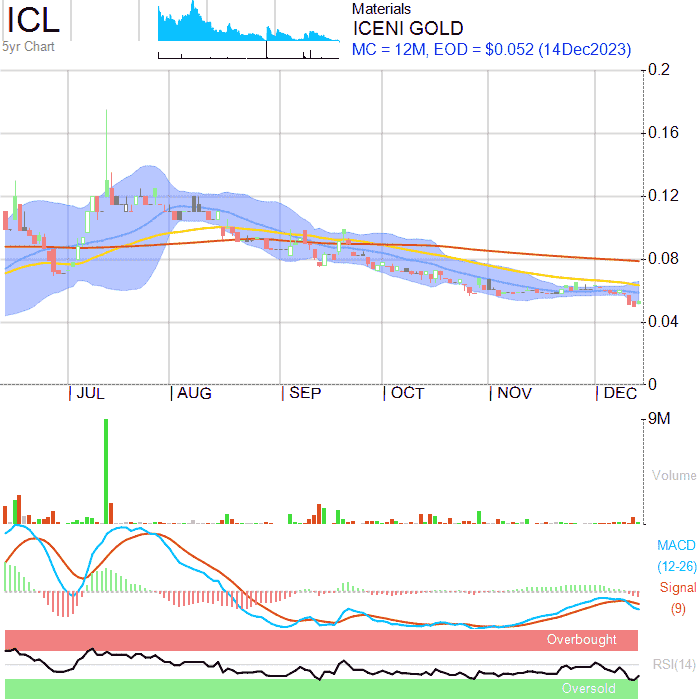 ICL
5yr Chart
Materials
ICENI GOLD
MC = 12M, EOD = $0.052 (14Dec2023)
0.2
0.16
0.12
0.08
0.04
0
JUL AUG SEP OCT NOV DEC
9M
Volume
MACD
(12-26)
Signal
(9)
Overbought
RSI(14)
Oversold